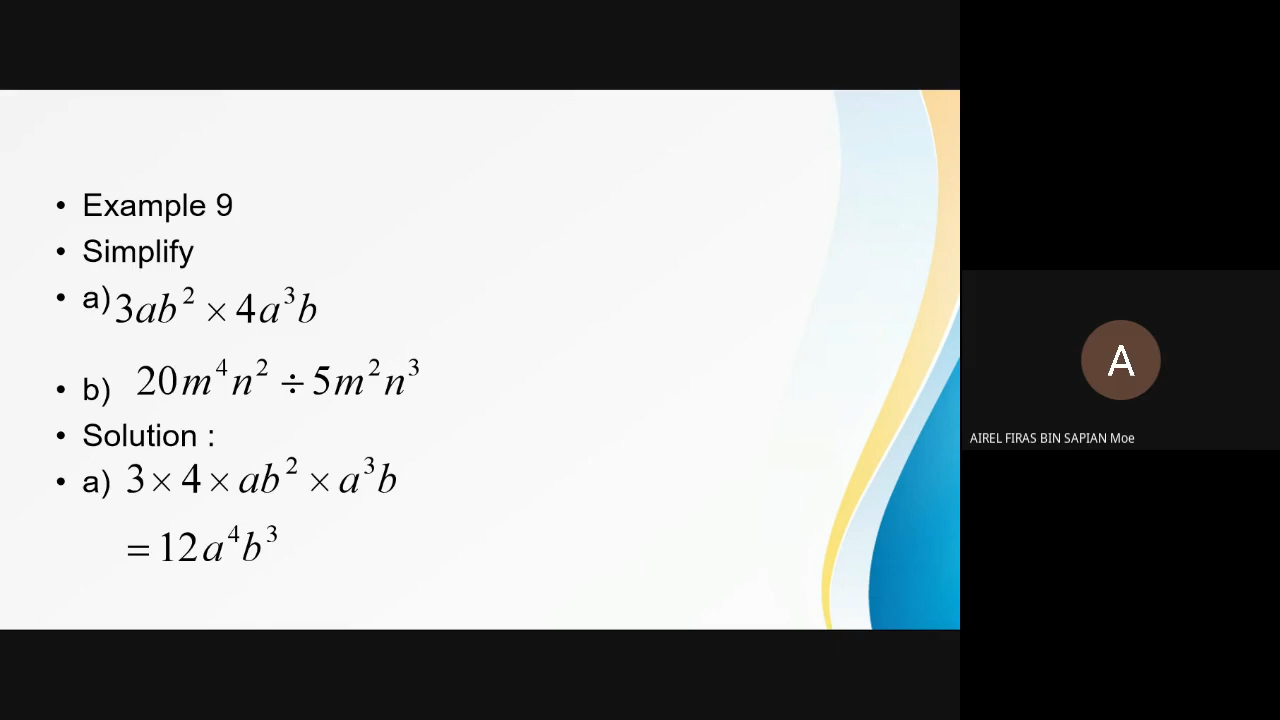 • Example 9
• Simplify
• a) 3ab² × 4a³b
• b) 20m⁴n² ÷ 5m²n³
• Solution :
• a) 3 × 4 × ab² × a³b
= 12a⁴b³
A
AIREL FIRAS BIN SAPIAN Moe